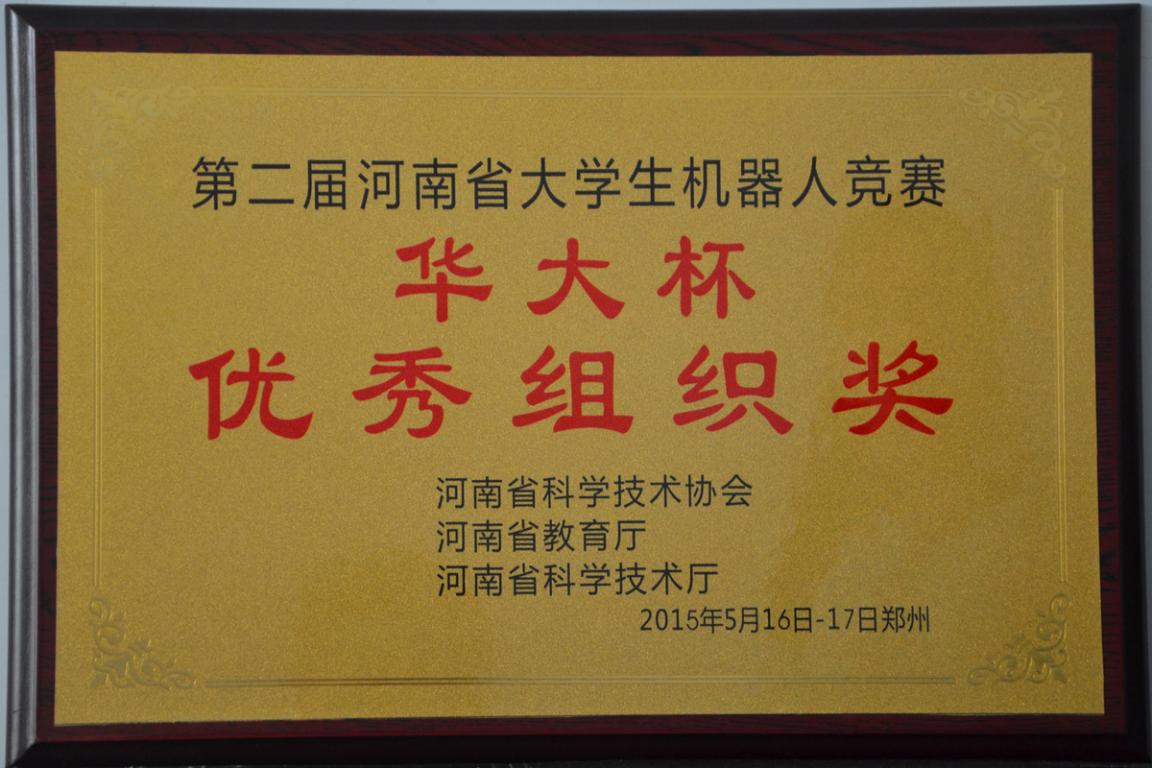 第二届河南省大学生机器人竞赛
华大杯
优秀组织奖
河南省科学技术协会
河南省教育厅
河南省科学技术厅
2015年5月16日-17日郑州